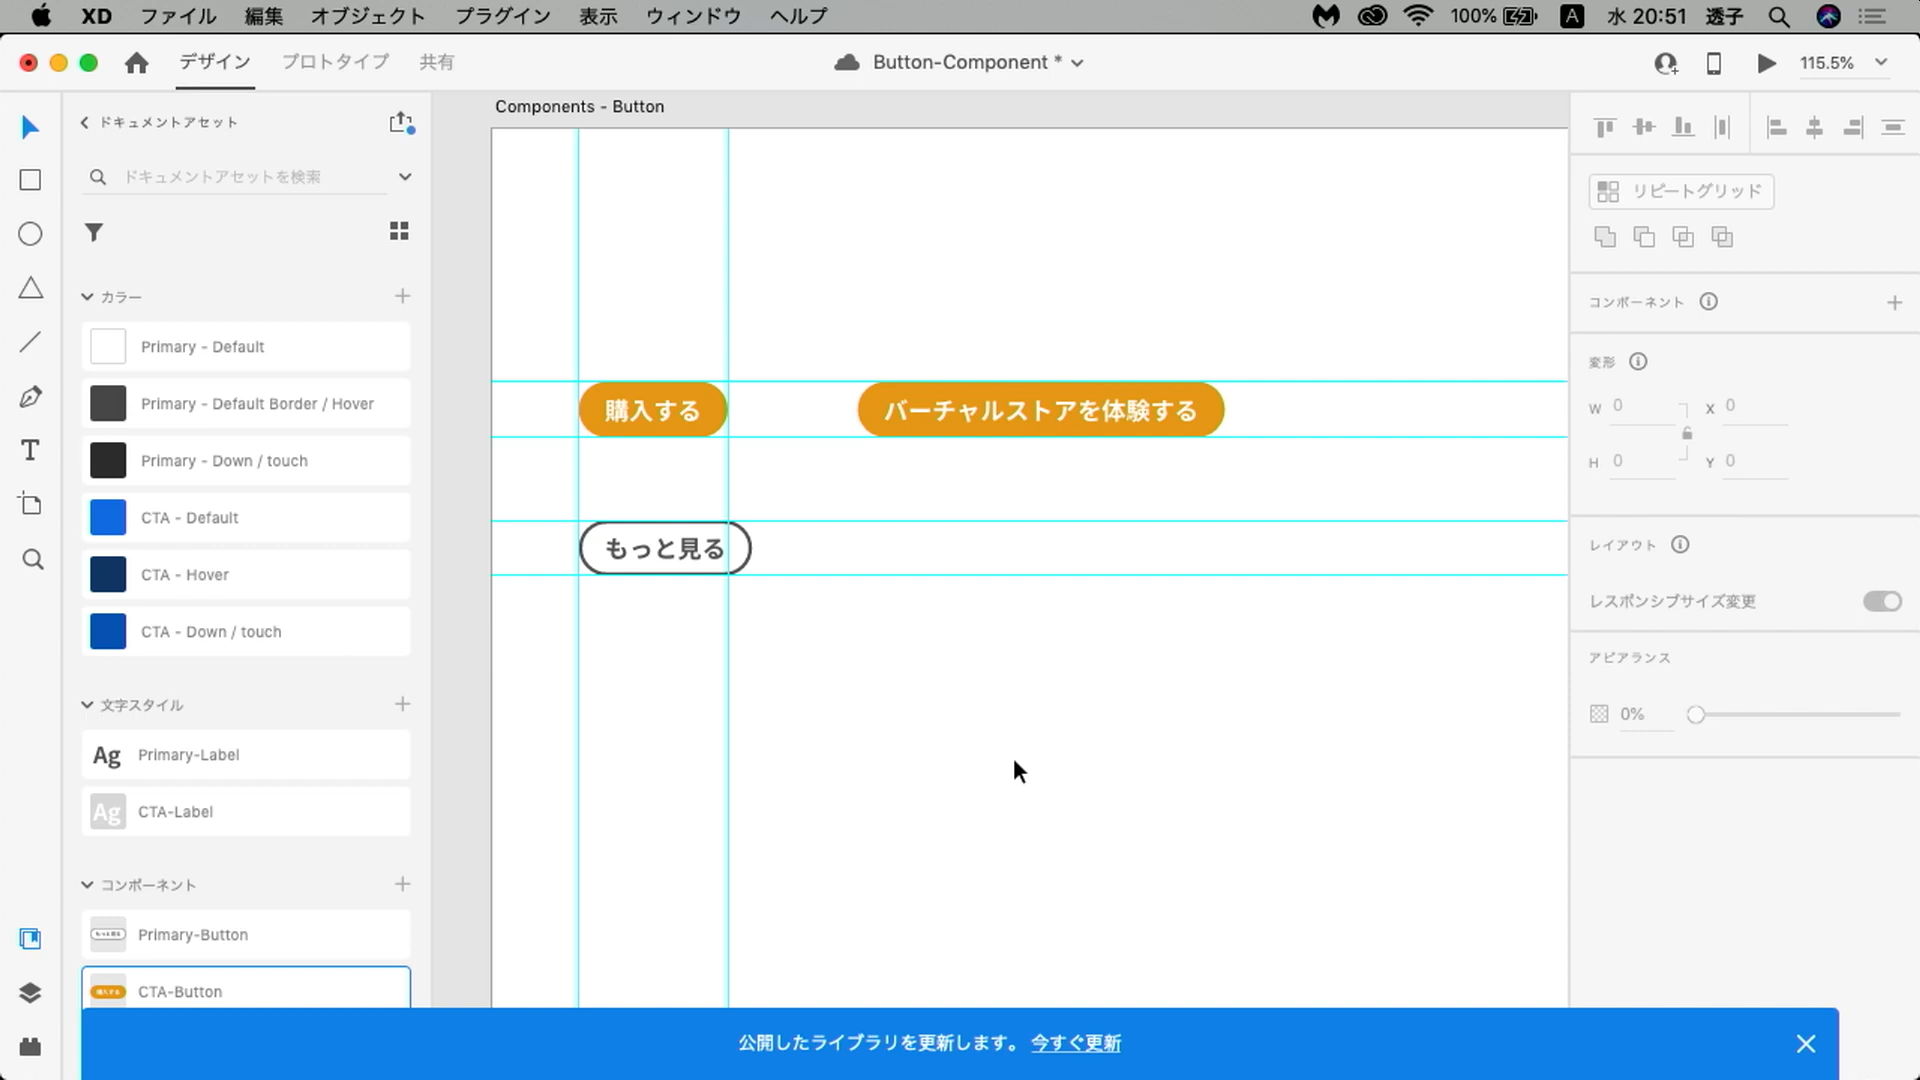 XD ファイル 編集 オブジェクト プラグイン 表示 ウィンドウ ヘルプ 100% A 水 20:51 透子
デザイン プロトタイプ 共有 Button-Component * 115.5%
ドキュメントアセット
ドキュメントアセットを検索
カラー
Primary - Default
Primary - Default Border / Hover
Primary - Down / touch
CTA - Default
CTA - Hover
CTA - Down / touch
文字スタイル
Ag Primary-Label
Ag CTA-Label
コンポーネント
もっと見る Primary-Button
購入する CTA-Button
Components - Button
購入する
バーチャルストアを体験する
もっと見る
リピートグリッド
コンポーネント
変形
W 0 X 0
H 0 Y 0
レイアウト
レスポンシブサイズ変更
アピアランス
0%
公開したライブラリを更新します。 今すぐ更新